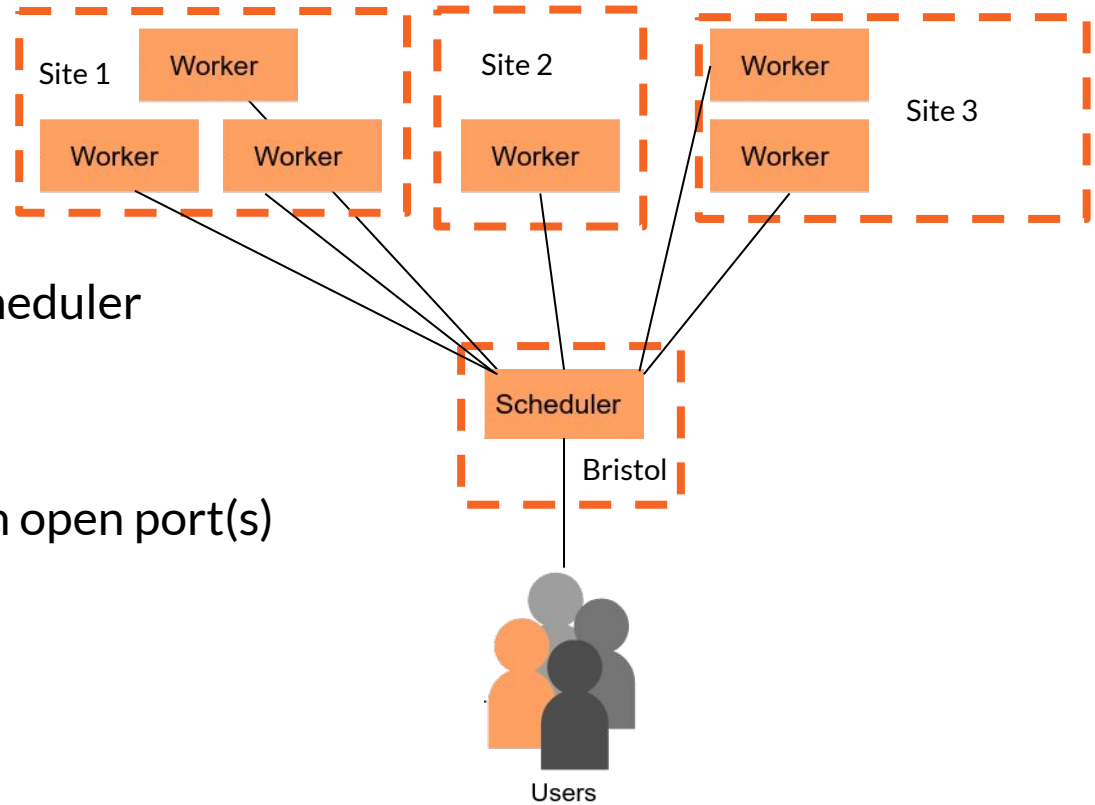 Site 1
Worker
Worker
Worker
Site 2
Worker
Worker
Site 3
Worker
heduler
Scheduler
Bristol
open port(s)
Users